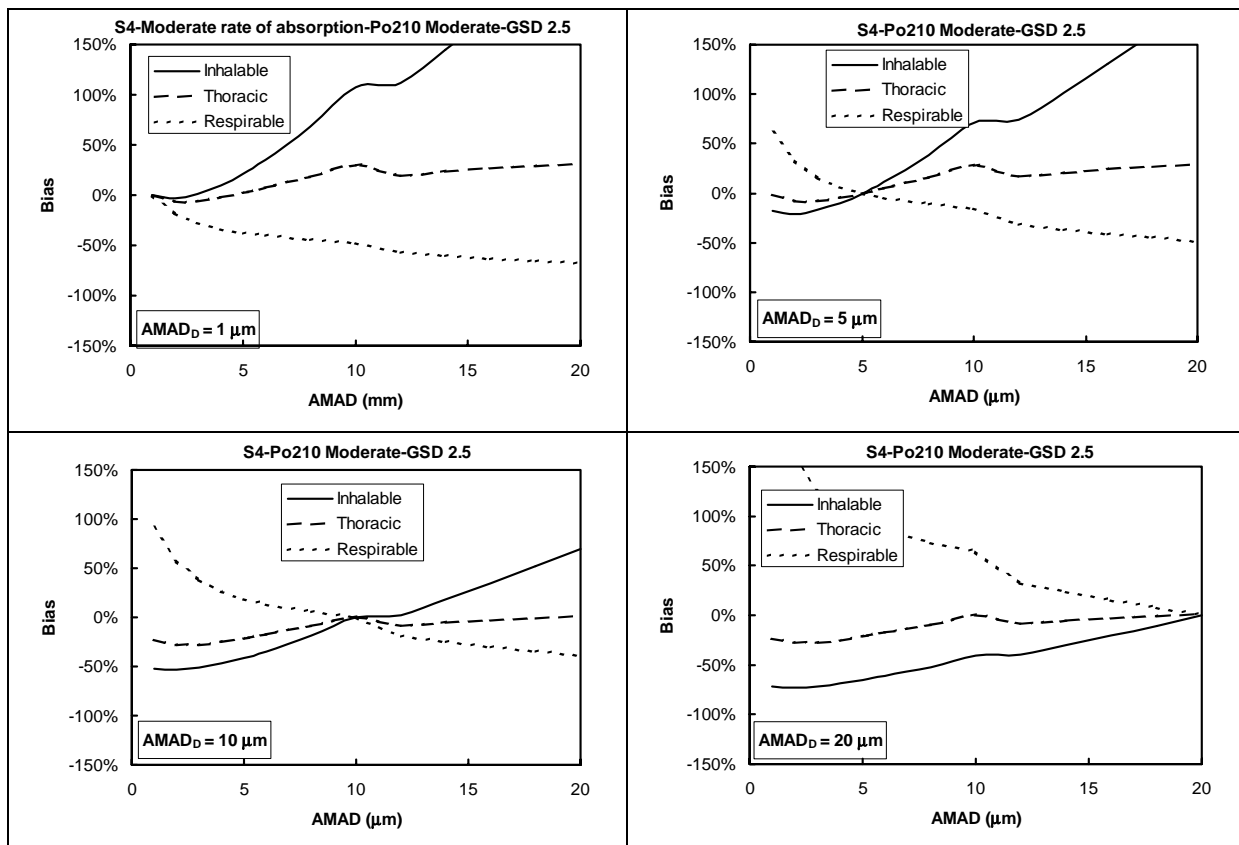 S4-Moderate rate of absorption-Po210 Moderate-GSD 2.5
150%
100%
50%
0%
-50%
-100%
-150%
Bias
Inhalable
Thoracic
Respirable
AMAD_D = 1 μm
0 5 10 15 20
AMAD (mm)
S4-Po210 Moderate-GSD 2.5
150%
100%
50%
0%
-50%
-100%
-150%
Bias
Inhalable
Thoracic
Respirable
AMAD_D = 5 μm
0 5 10 15 20
AMAD (μm)
S4-Po210 Moderate-GSD 2.5
150%
100%
50%
0%
-50%
-100%
-150%
Bias
Inhalable
Thoracic
Respirable
AMAD_D = 10 μm
0 5 10 15 20
AMAD (μm)
S4-Po210 Moderate-GSD 2.5
150%
100%
50%
0%
-50%
-100%
-150%
Bias
Inhalable
Thoracic
Respirable
AMAD_D = 20 μm
0 5 10 15 20
AMAD (μm)